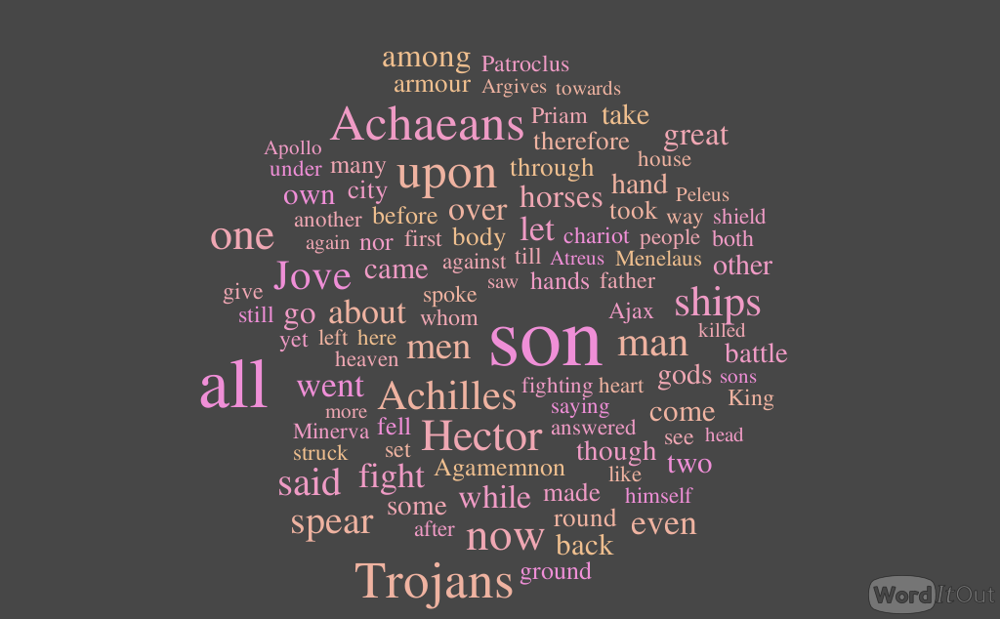 among Patroclus
armour Argives towards
Achaeans Priam take
therefore great
Apollo under many upon through house
own city horses hand Peleus
another before over took way shield
one again nor first body let chariot people both
Jove came against till Atreus Menelaus other
give saw hands father
still go about spoke whom Ajax ships
yet left here men son man killed
heaven battle
all went Achilles fighting heart gods sons
more saying come King
Minerva fell Hector answered see head
struck set though two
said fight Agamemnon like
some while made himself
spear after now round even
back
Trojans ground
WordItOut